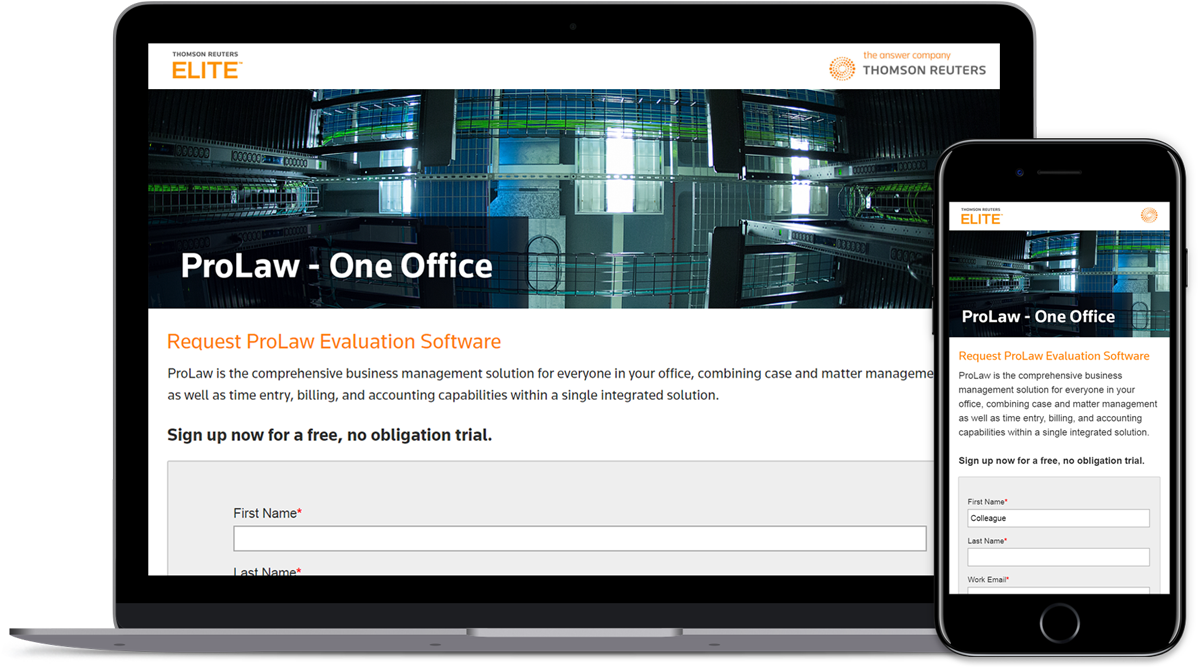 THOMSON REUTERS
ELITE™
the answer company
THOMSON REUTERS
ProLaw - One Office
Request ProLaw Evaluation Software
ProLaw is the comprehensive business management solution for everyone in your office, combining case and matter manageme
as well as time entry, billing, and accounting capabilities within a single integrated solution.
Sign up now for a free, no obligation trial.
First Name*
Last Name*
THOMSON REUTERS
ELITE
ProLaw - One Office
Request ProLaw Evaluation Software
ProLaw is the comprehensive business
management solution for everyone in your
office, combining case and matter management
as well as time entry, billing, and accounting
capabilities within a single integrated solution.
Sign up now for a free, no obligation trial.
First Name*
Colleague
Last Name*
Work Email*